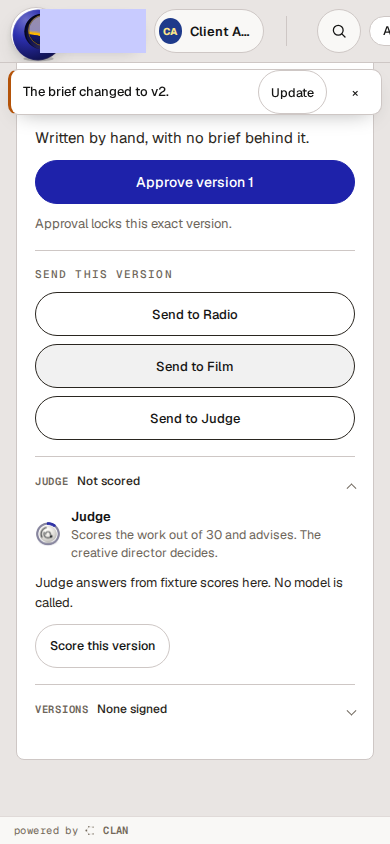 CA Client A...
A
The brief changed to v2.
Update
×
Written by hand, with no brief behind it.
Approve version 1
Approval locks this exact version.
SEND THIS VERSION
Send to Radio
Send to Film
Send to Judge
JUDGE Not scored
Judge
Scores the work out of 30 and advises. The
creative director decides.
Judge answers from fixture scores here. No model is
called.
Score this version
VERSIONS None signed
powered by CLAN